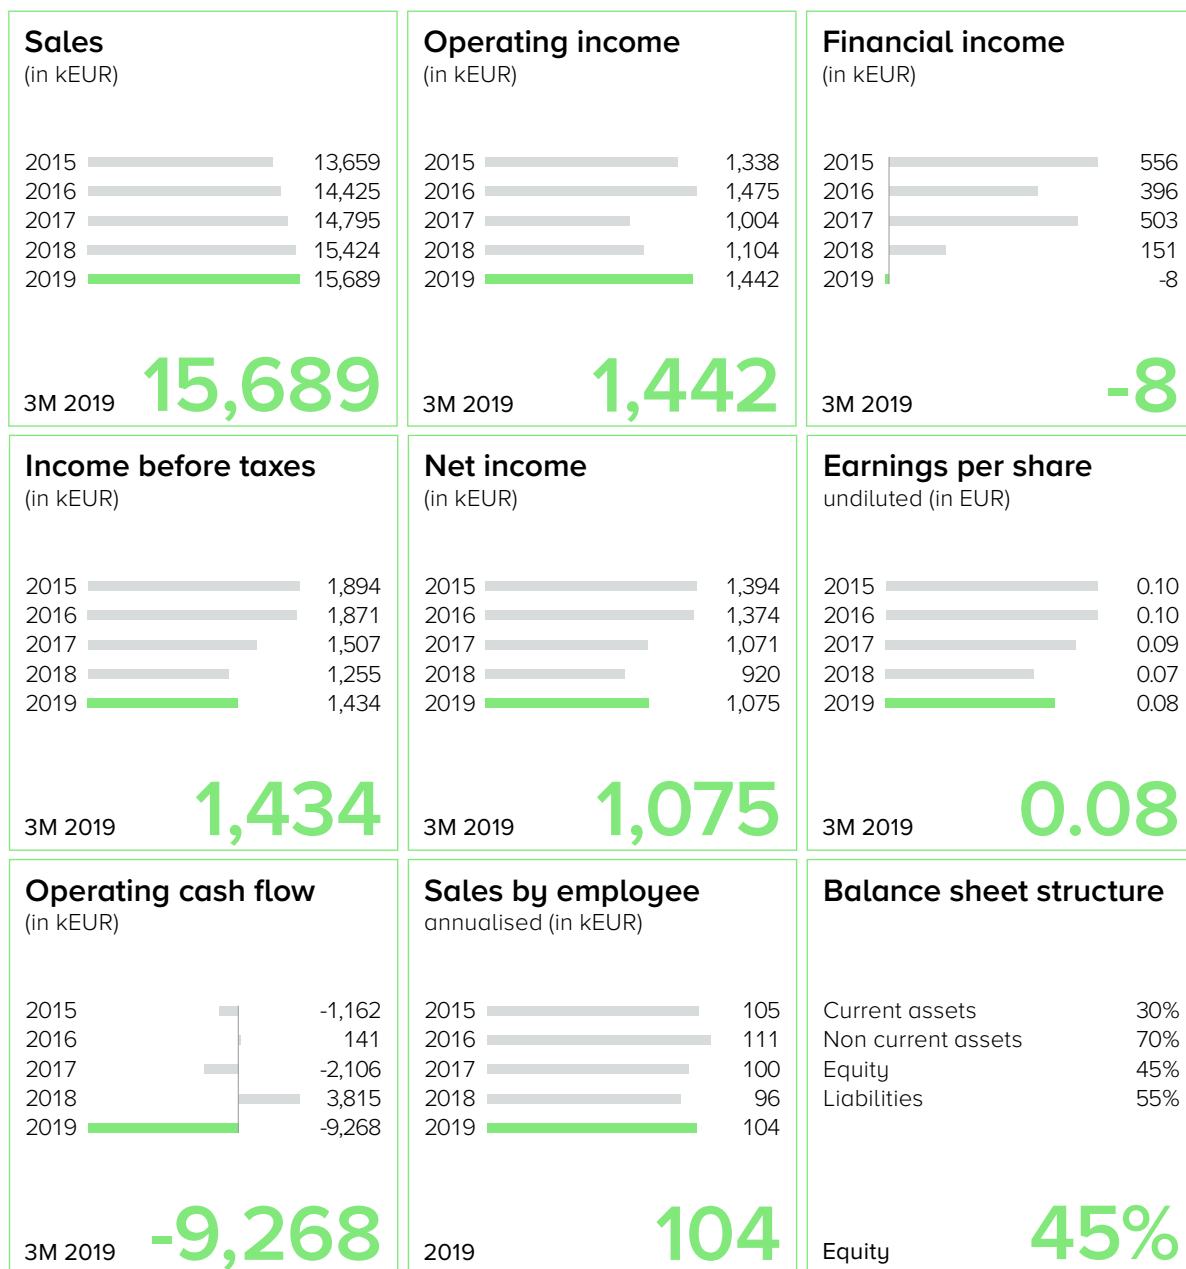 Sales
(in kEUR)
2015 13,659
2016 14,425
2017 14,795
2018 15,424
2019 15,689
3M 2019 15,689
Operating income
(in kEUR)
2015 1,338
2016 1,475
2017 1,004
2018 1,104
2019 1,442
3M 2019 1,442
Financial income
(in kEUR)
2015 556
2016 396
2017 503
2018 151
2019 -8
3M 2019 -8
Income before taxes
(in kEUR)
2015 1,894
2016 1,871
2017 1,507
2018 1,255
2019 1,434
3M 2019 1,434
Net income
(in kEUR)
2015 1,394
2016 1,374
2017 1,071
2018 920
2019 1,075
3M 2019 1,075
Earnings per share
undiluted (in EUR)
2015 0.10
2016 0.10
2017 0.09
2018 0.07
2019 0.08
3M 2019 0.08
Operating cash flow
(in kEUR)
2015 -1,162
2016 141
2017 -2,106
2018 3,815
2019 -9,268
3M 2019 -9,268
Sales by employee
annualised (in kEUR)
2015 105
2016 111
2017 100
2018 96
2019 104
2019 104
Balance sheet structure
Current assets 30%
Non current assets 70%
Equity 45%
Liabilities 55%
Equity 45%